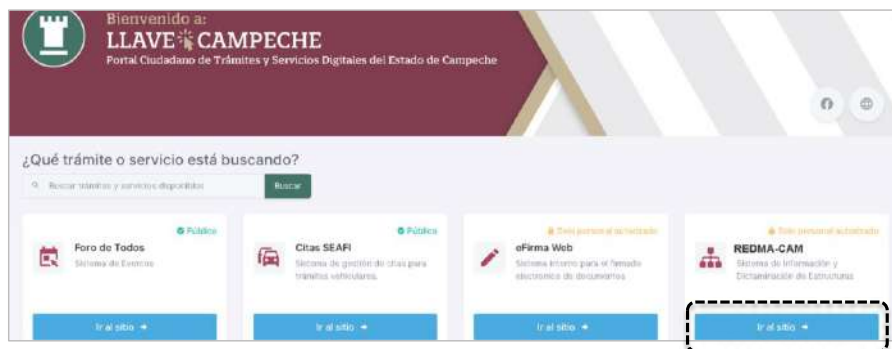 Bienvenido a:
LLAVE CAMPECHE
Portal Ciudadano de Trámites y Servicios Digitales del Estado de Campeche
¿Qué trámite o servicio está buscando?
Buscar trámites y servicios disponibles
Buscar
Público
Foro de Todos
Sistema de Eventos
Ir al sitio
Público
Citas SEAFI
Sistema de gestión de citas para
trámites vehiculares.
Ir al sitio
Solo personal autorizado
eFirma Web
Sistema interno para el firmado
electrónico de documentos
Ir al sitio
Solo personal autorizado
REDMA-CAM
Sistema de Información y
Dictaminación de Estructuras
Ir al sitio